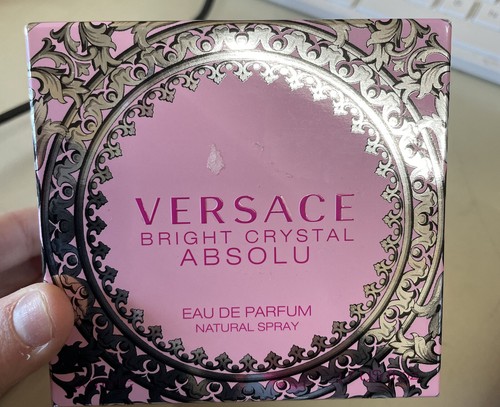 VERSACE
BRIGHT CRYSTAL
ABSOLU
EAU DE PARFUM
NATURAL SPRAY